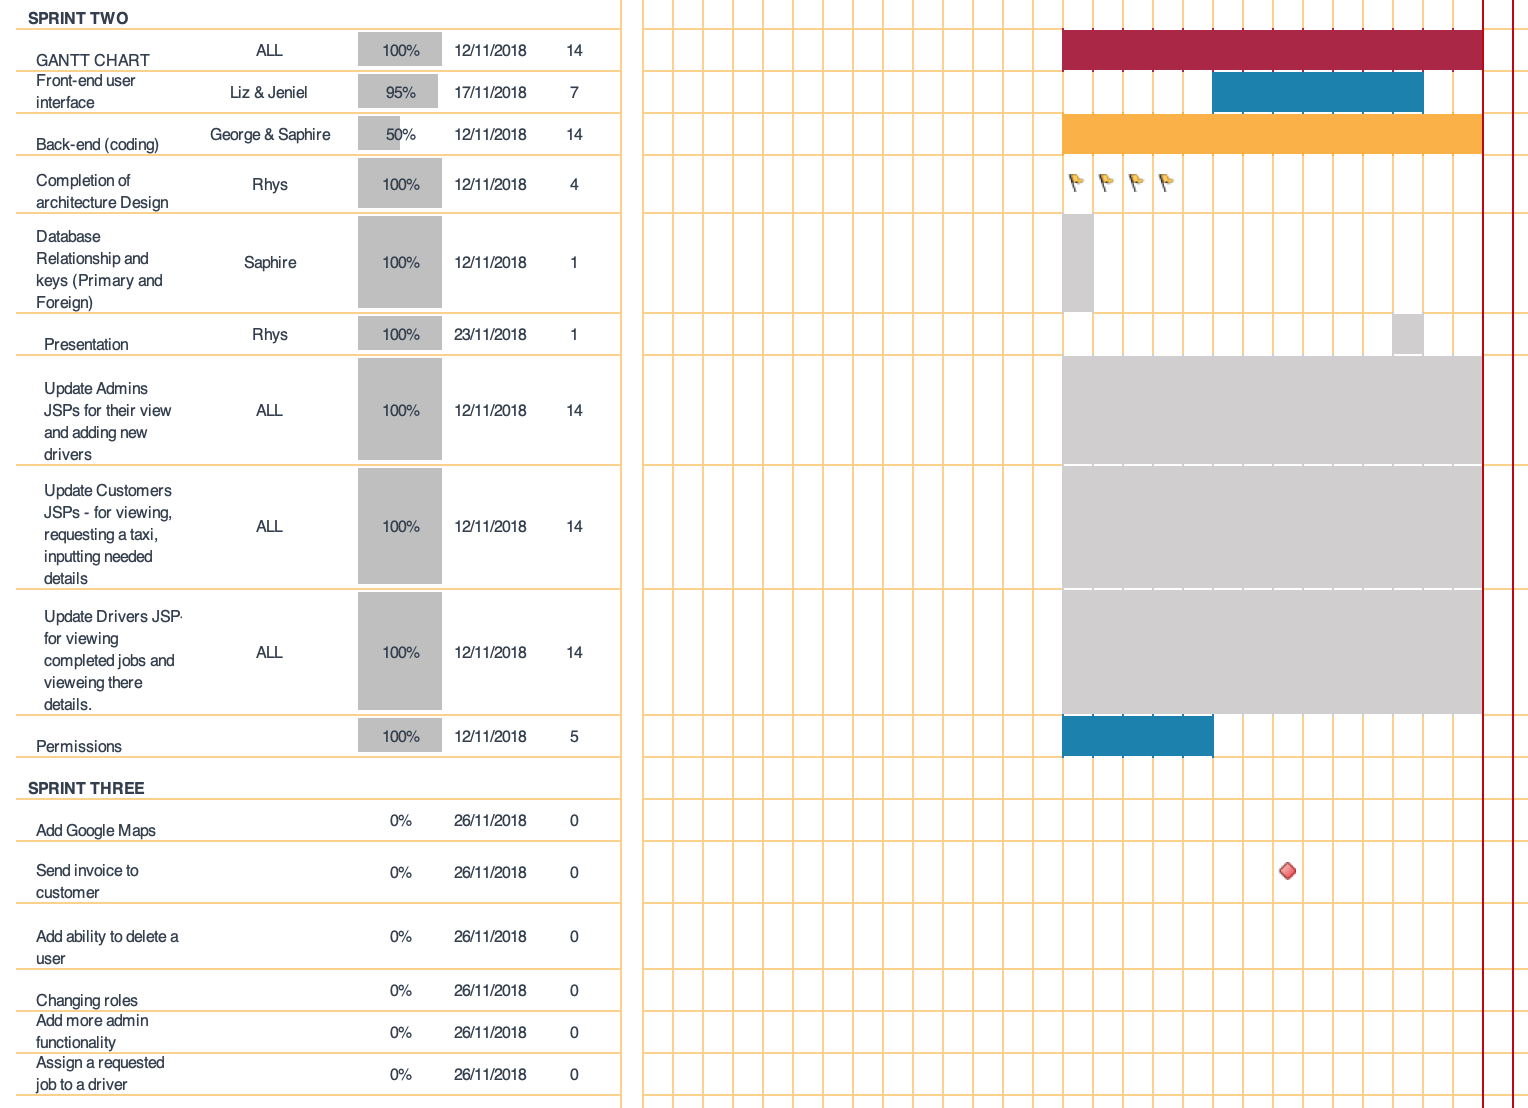 SPRINT TWO
GANTT CHART ALL 100% 12/11/2018 14
Front-end user
interface Liz & Jeniel 95% 17/11/2018 7
Back-end (coding) George & Saphire 50% 12/11/2018 14
Completion of
architecture Design Rhys 100% 12/11/2018 4
Database
Relationship and
keys (Primary and
Foreign) Saphire 100% 12/11/2018 1
Presentation Rhys 100% 23/11/2018 1
Update Admins
JSPs for their view
and adding new
drivers ALL 100% 12/11/2018 14
Update Customers
JSPs - for viewing,
requesting a taxi,
inputting needed
details ALL 100% 12/11/2018 14
Update Drivers JSP-
for viewing
completed jobs and
vieweing there
details. ALL 100% 12/11/2018 14
Permissions 100% 12/11/2018 5
SPRINT THREE
Add Google Maps 0% 26/11/2018 0
Send invoice to
customer 0% 26/11/2018 0
Add ability to delete a
user 0% 26/11/2018 0
Changing roles 0% 26/11/2018 0
Add more admin
functionality 0% 26/11/2018 0
Assign a requested
job to a driver 0% 26/11/2018 0